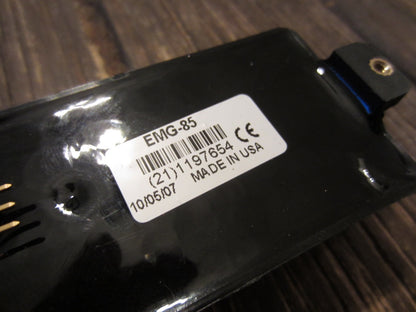 EMG-85
(21)1197654 CE
10/05/07 MADE IN USA